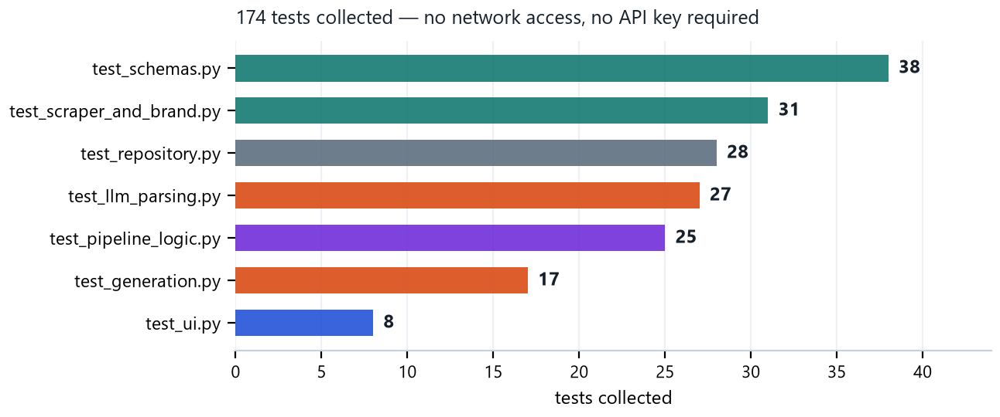 174 tests collected — no network access, no API key required
test_schemas.py 38
test_scraper_and_brand.py 31
test_repository.py 28
test_llm_parsing.py 27
test_pipeline_logic.py 25
test_generation.py 17
test_ui.py 8
0 5 10 15 20 25 30 35 40
tests collected